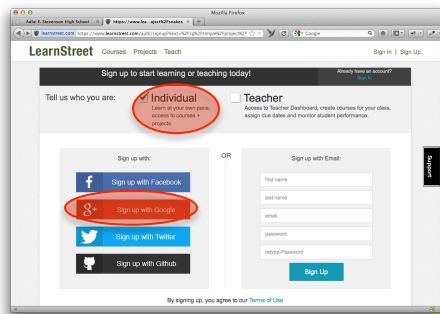 Mozilla Firefox
Adlai E. Stevenson High School
https://www.lea...oject%2Fsnakes
learnstreet.com
Google
LearnStreet
Courses Projects Teach
Sign In | Sign Up
Sign up to start learning or teaching today!
Already have an account?
Sign In
Tell us who you are:
Individual
Learn at your own pace,
access to courses +
projects.
Teacher
Access to Teacher Dashboard, create courses for your class,
assign due dates and monitor student performance.
Support
Sign up with:
OR
Sign up with Email:
f Sign up with Facebook
g+ Sign up with Google
Sign up with Twitter
Sign up with Github
first name
last name
email
password
retype-Password
Sign Up
By signing up, you agree to our Terms of Use